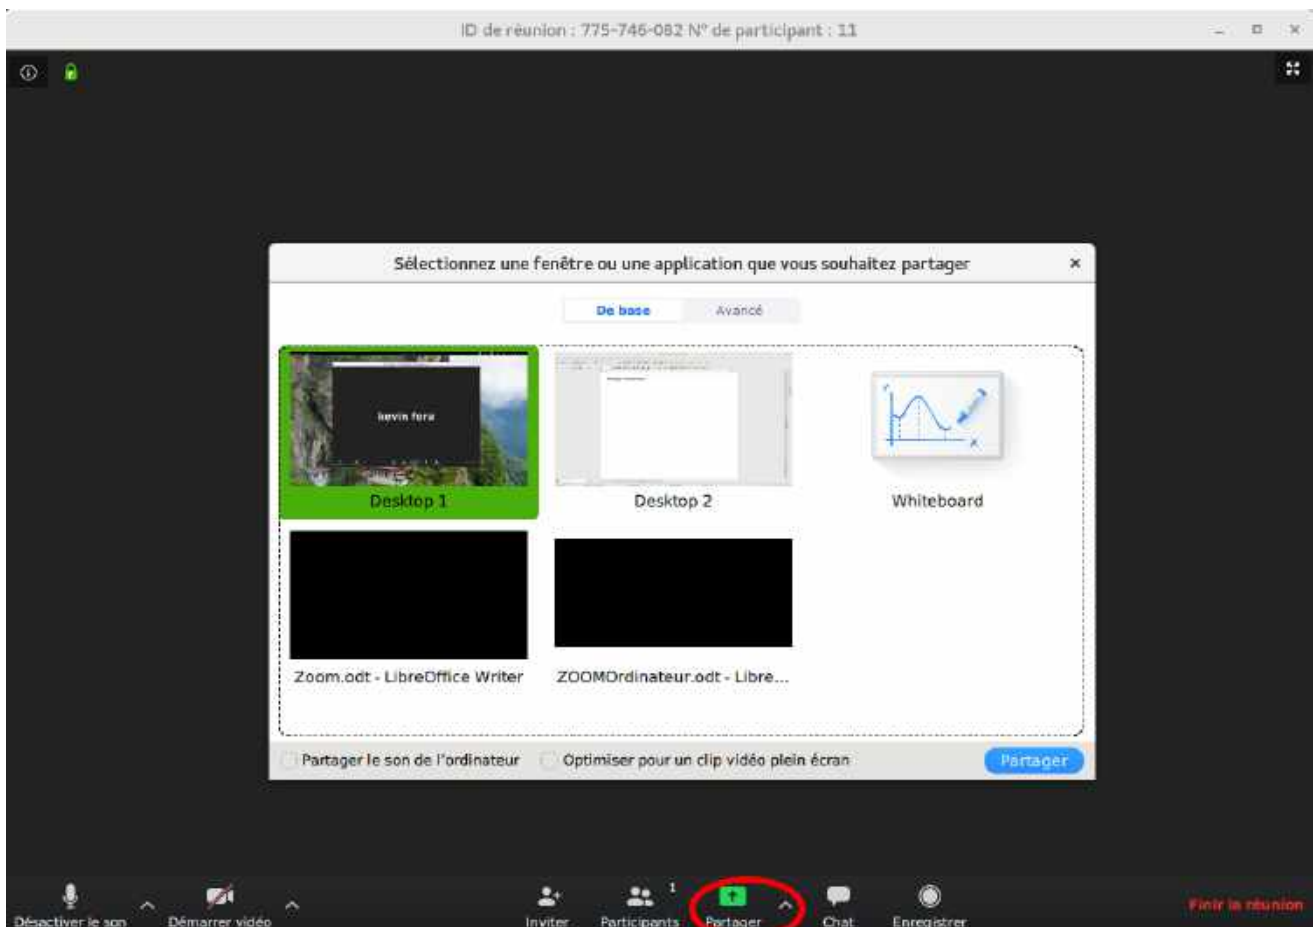 ID de réunion : 775-746-082 N° de participant : 11
Sélectionnez une fenêtre ou une application que vous souhaitez partager
De base
Avancé
kevin fora
Desktop 1
Desktop 2
Whiteboard
Zoom.odt - LibreOffice Writer
ZOOMOrdinateur.odt - Libre...
Partager le son de l'ordinateur
Optimiser pour un clip vidéo plein écran
Partager
Désactiver le son
Démarrer vidéo
Inviter
Participants 1
Partager
Chat
Enregistrer
Finir la réunion